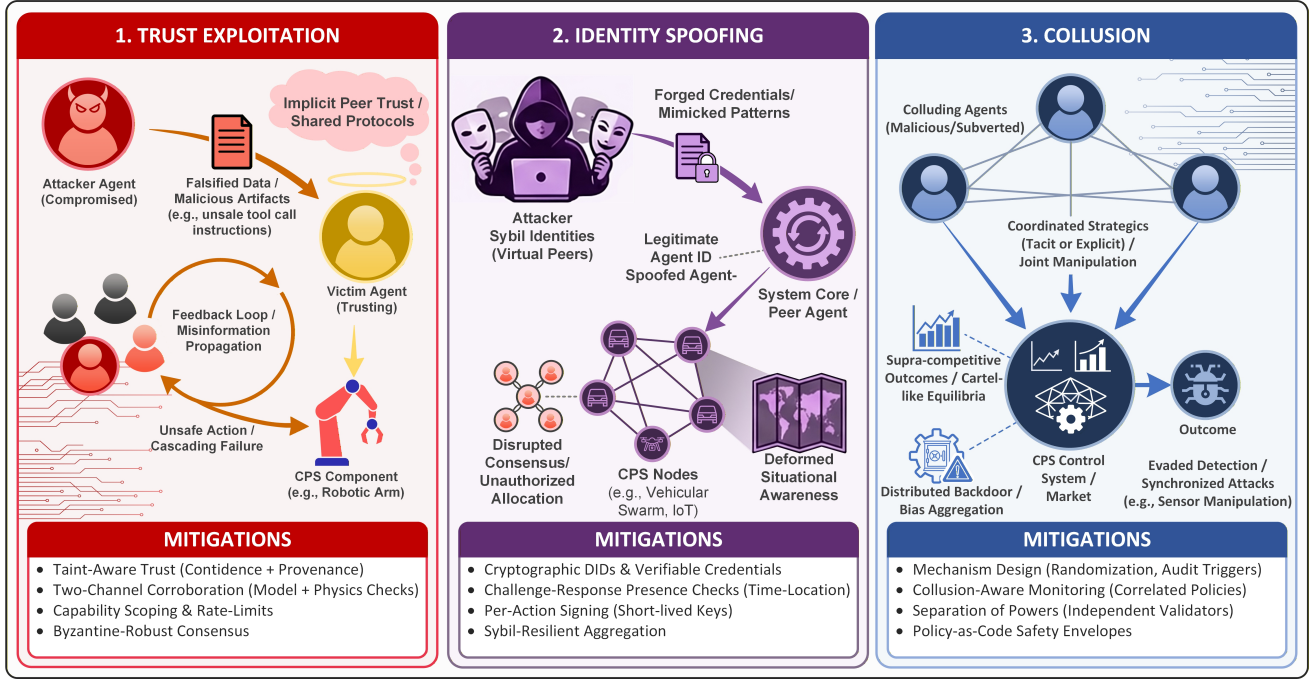 1. TRUST EXPLOITATION
Implicit Peer Trust /
Shared Protocols
Attacker Agent
(Compromised)
Falsified Data /
Malicious Artifacts
(e.g., unsale tool call
instructions)
Victim Agent
(Trusting)
Feedback Loop /
Misinformation
Propagation
Unsafe Action /
Cascading Failure
CPS Component
(e.g., Robotic Arm)
MITIGATIONS
• Taint-Aware Trust (Contidence + Provenance)
• Two-Channel Corroboration (Model + Physics Checks)
• Capability Scoping & Rate-Limits
• Byzantine-Robust Consensus
2. IDENTITY SPOOFING
Forged Credentials/
Mimicked Patterns
Attacker
Sybil Identities
(Virtual Peers)
Legitimate
Agent ID
Spoofed Agent-
System Core /
Peer Agent
Disrupted
Consensus/
Unauthorized
Allocation
CPS Nodes
(e.g., Vehicular
Swarm, IoT)
Deformed
Situational
Awareness
MITIGATIONS
• Cryptographic DIDs & Verifiable Credentials
• Challenge-Response Presence Checks (Time-Location)
• Per-Action Signing (Short-lived Keys)
• Sybil-Resilient Aggregation
3. COLLUSION
Colluding Agents
(Malicious/Subverted)
Coordinated Strategics
(Tacit or Explicit) /
Joint Manipulation
Supra-competitive
Outcomes / Cartel-
like Equilibria
Distributed Backdoor /
Bias Aggregation
CPS Control
System /
Market
Outcome
Evaded Detection /
Synchronized Attacks
(e.g., Sensor Manipulation)
MITIGATIONS
• Mechanism Design (Randomization, Audit Triggers)
• Collusion-Aware Monitoring (Correlated Policies)
• Separation of Powers (Independent Validators)
• Policy-as-Code Safety Envelopes